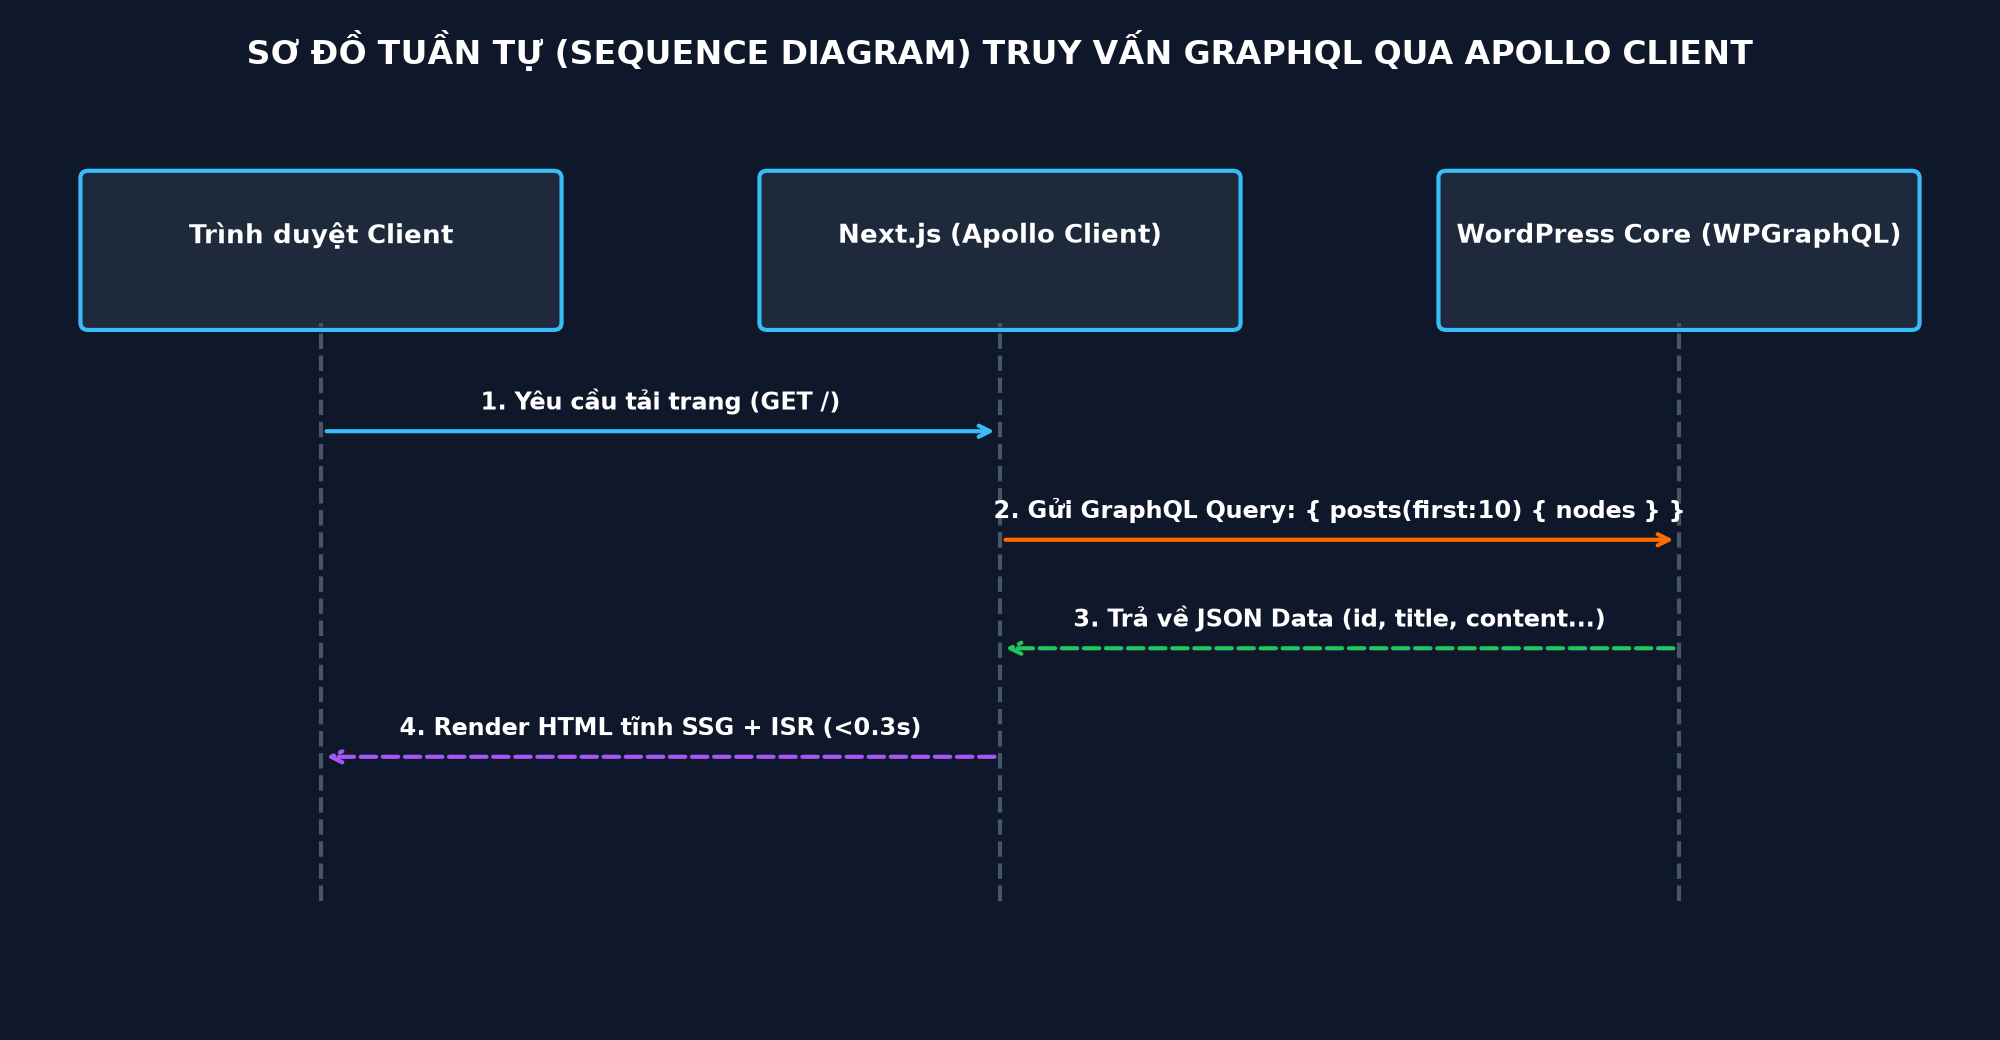 SƠ ĐỒ TUẦN TỰ (SEQUENCE DIAGRAM) TRUY VẤN GRAPHQL QUA APOLLO CLIENT
Trình duyệt Client
Next.js (Apollo Client)
WordPress Core (WPGraphQL)
1. Yêu cầu tải trang (GET /)
2. Gửi GraphQL Query: { posts(first:10) { nodes } }
3. Trả về JSON Data (id, title, content...)
4. Render HTML tĩnh SSG + ISR (<0.3s)